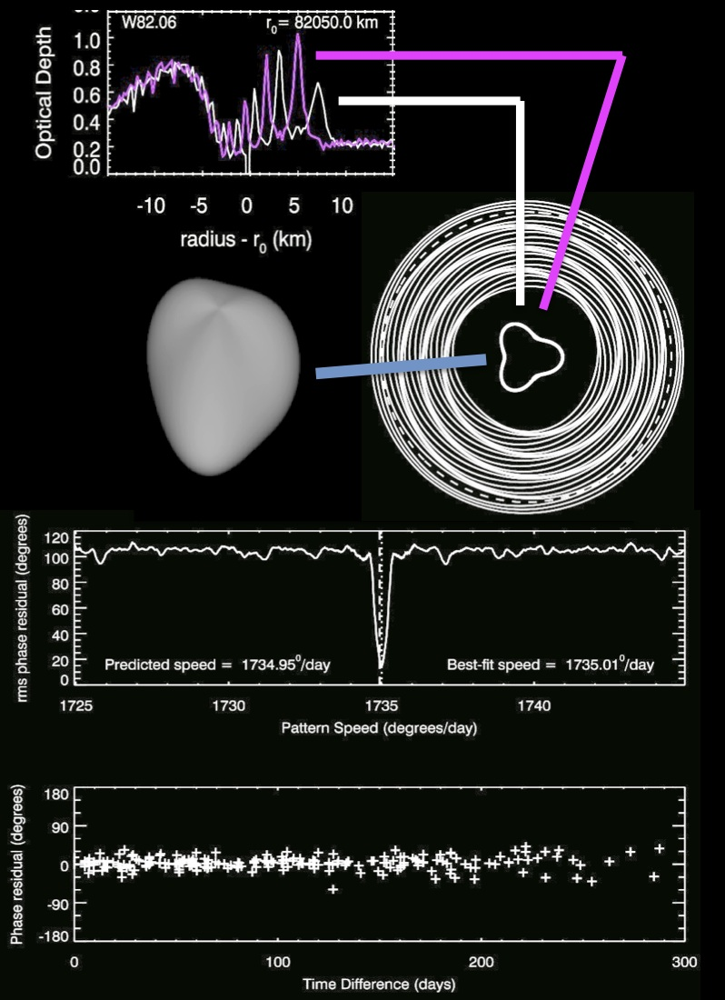 W82.06
r₀= 82050.0 km
Optical Depth
1.0
0.8
0.6
0.4
0.2
0.0
-10 -5 0 5 10
radius - r₀ (km)
rms phase residual (degrees)
120
100
80
60
40
20
0
Predicted speed = 1734.95⁰/day
Best-fit speed = 1735.01⁰/day
1725 1730 1735 1740
Pattern Speed (degrees/day)
Phase residual (degrees)
180
90
0
-90
-180
0 100 200 300
Time Difference (days)